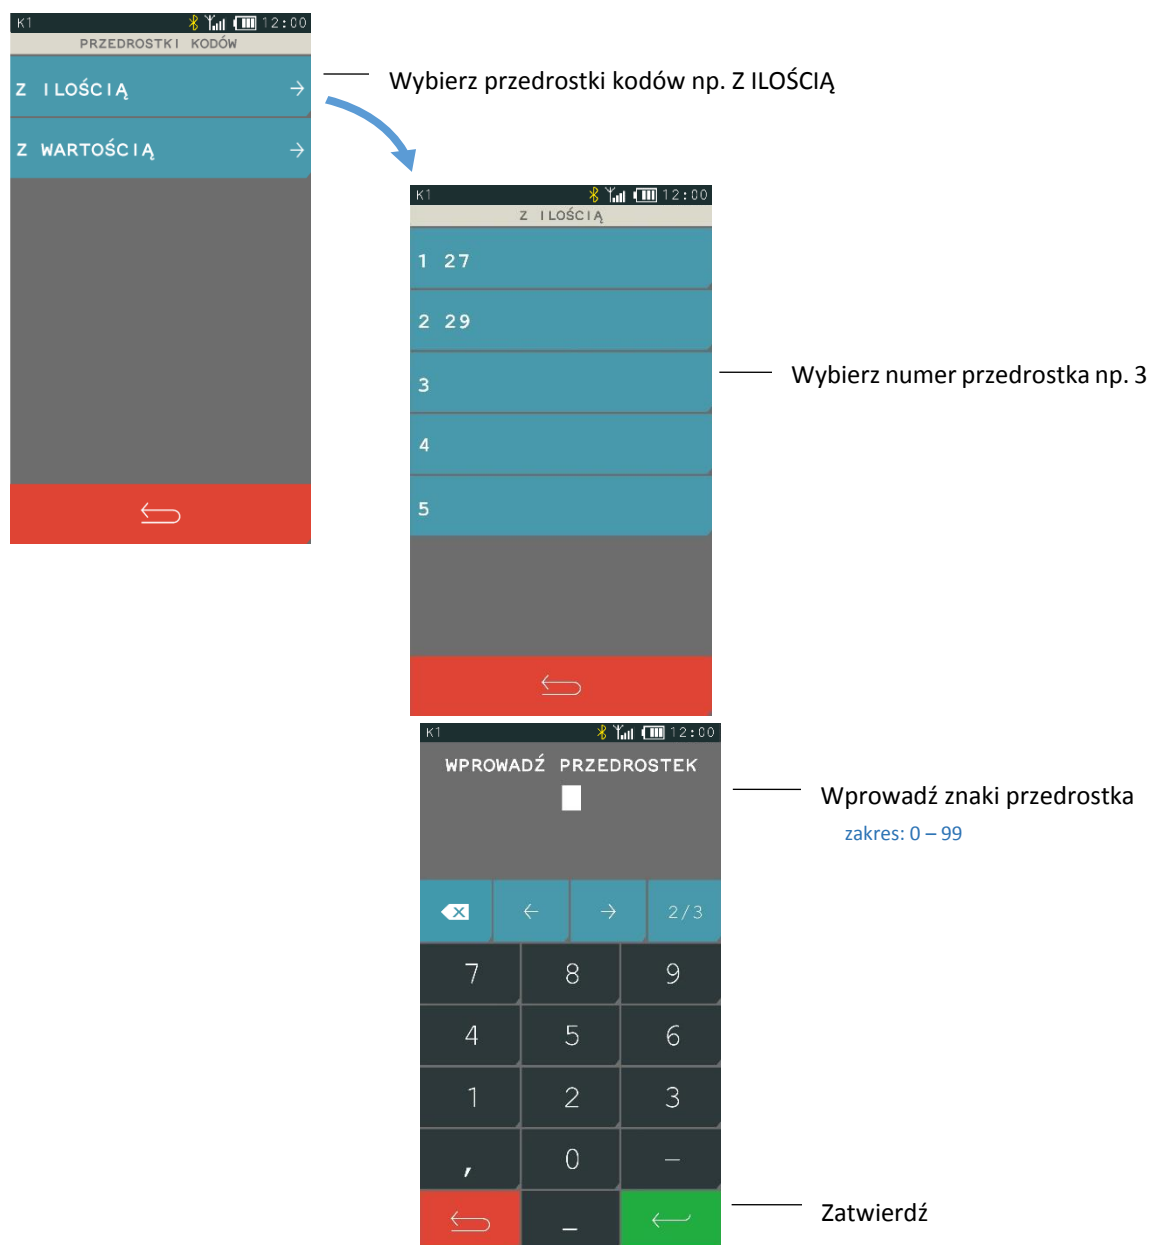 K1 12:00
PRZEDROSTKI KODÓW
Z ILOŚCIĄ →
Z WARTOŚCIĄ →
Wybierz przedrostki kodów np. Z ILOŚCIĄ
K1 12:00
Z ILOŚCIĄ
1 27
2 29
3
4
5
Wybierz numer przedrostka np. 3
K1 12:00
WPROWADŹ PRZEDROSTEK
Wprowadź znaki przedrostka
zakres: 0 – 99
← → 2/3
7 8 9
4 5 6
1 2 3
, 0 –
_
Zatwierdź